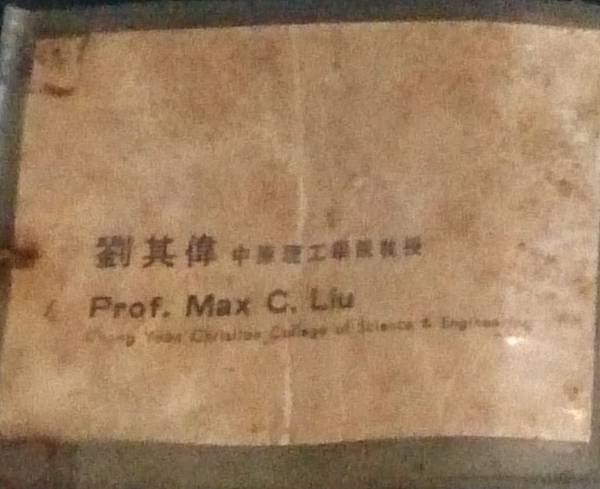 劉其偉 中原理工學院教授
Prof. Max C. Liu
Chung Yuan Christian College of Science & Engineering